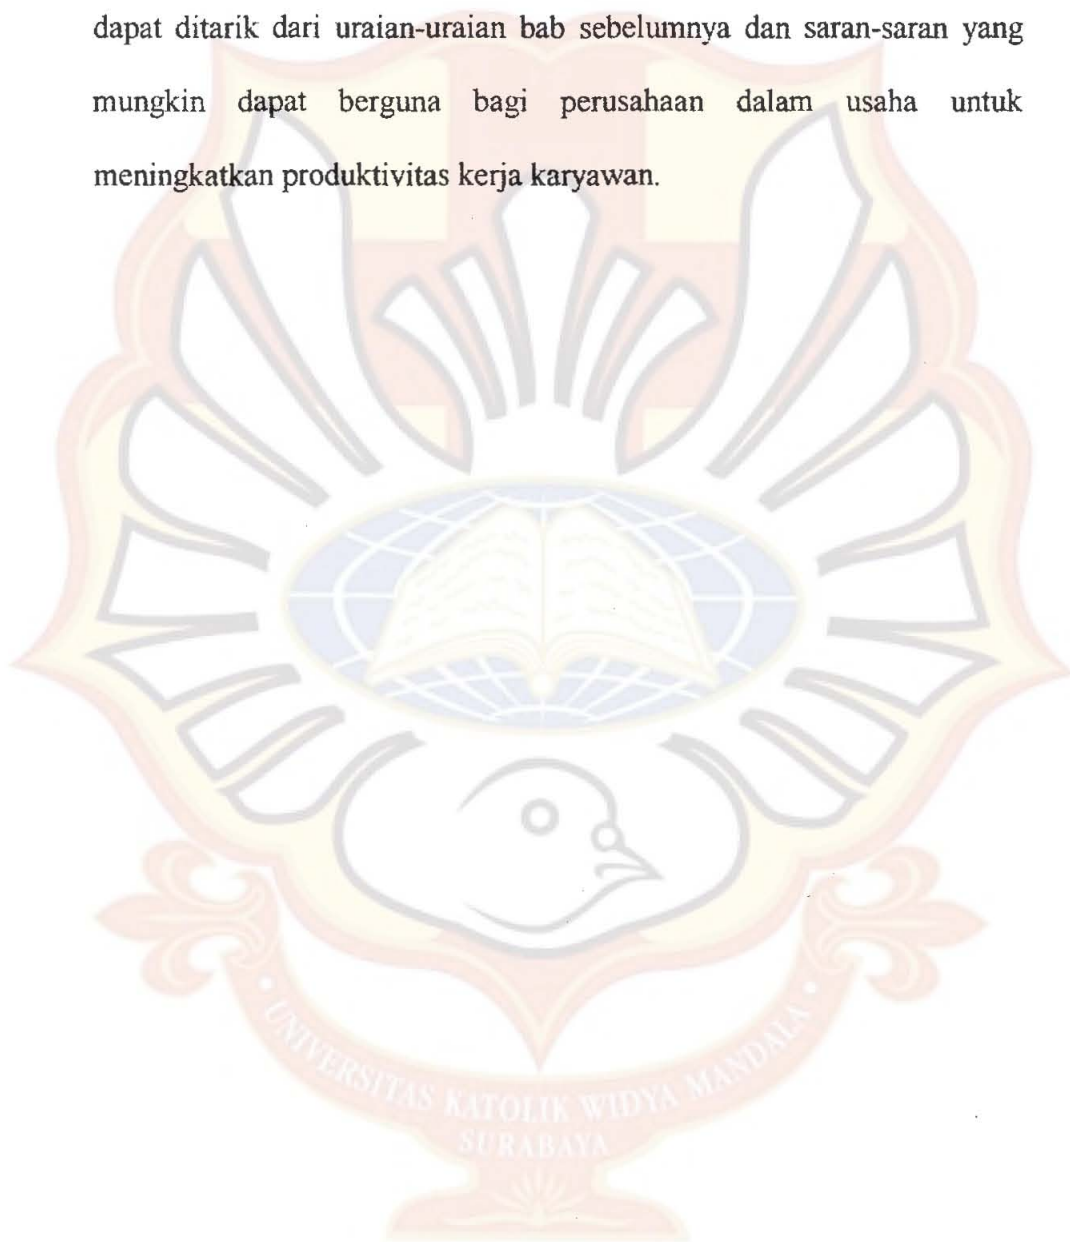 dapat ditarik dari uraian-uraian bab sebelumnya dan saran-saran yang
mungkin dapat berguna bagi perusahaan dalam usaha untuk
meningkatkan produktivitas kerja karyawan.
UNIVERSITAS KATOLIK WIDYA MANDALA
SURABAYA